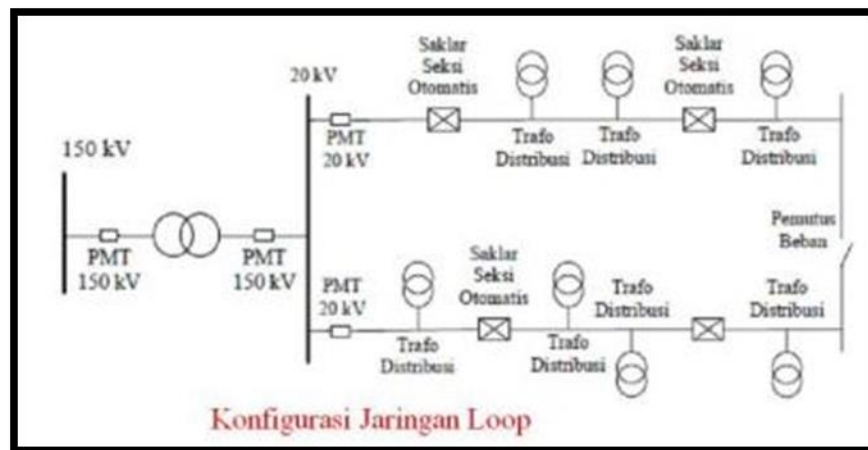 150 kV
PMT
150 kV
PMT
150 kV
20 kV
PMT
20 kV
Saklar
Seksi
Otomatis
Trafo
Distribusi
Trafo
Distribusi
Saklar
Seksi
Otomatis
Trafo
Distribusi
Pemutus
Beban
PMT
20 kV
Trafo
Distribusi
Saklar
Seksi
Otomatis
Trafo
Distribusi
Trafo
Distribusi
Trafo
Distribusi
Konfigurasi Jaringan Loop